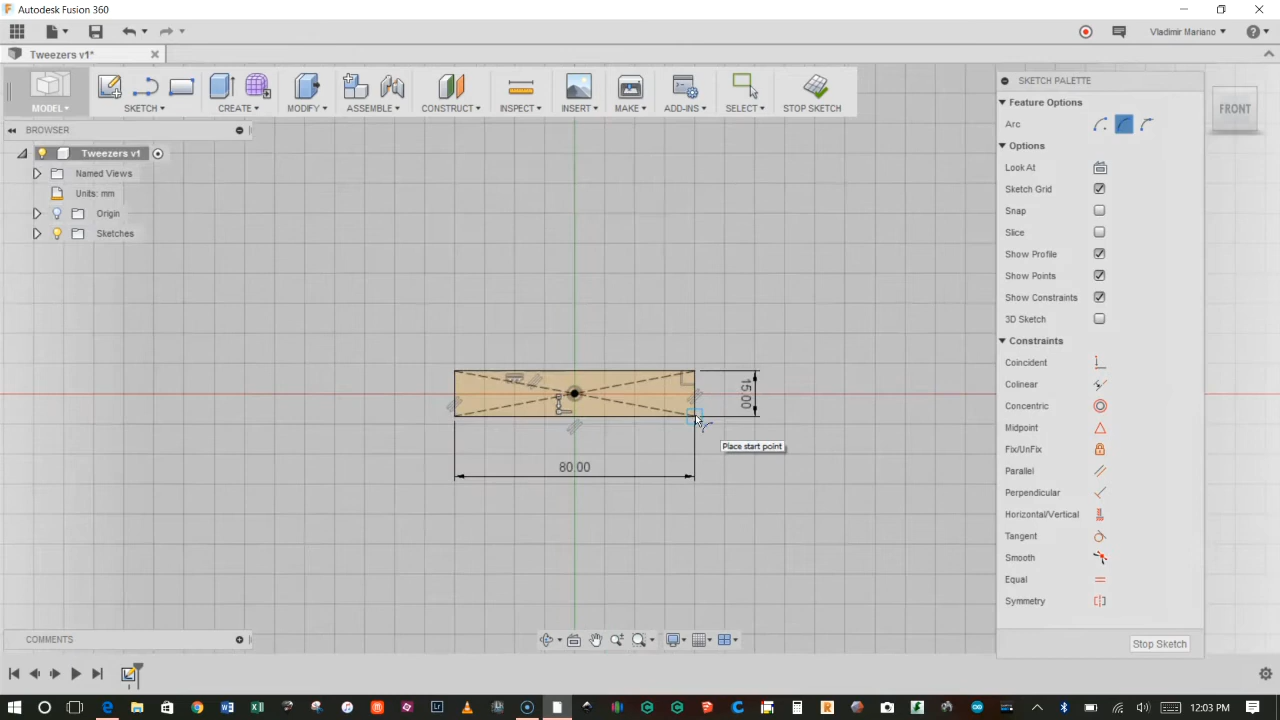 Autodesk Fusion 360
Vladimir Mariano
Tweezers v1*
MODEL
SKETCH
CREATE
MODIFY
ASSEMBLE
CONSTRUCT
INSPECT
INSERT
MAKE
ADD-INS
SELECT
STOP SKETCH
SKETCH PALETTE
FRONT
Feature Options
Arc
BROWSER
Tweezers v1
Named Views
Units: mm
Origin
Sketches
Options
Look At
Sketch Grid
Snap
Slice
Show Profile
Show Points
Show Constraints
3D Sketch
Constraints
Coincident
Colinear
Concentric
Midpoint
Fix/UnFix
Parallel
Perpendicular
Horizontal/Vertical
Tangent
Smooth
Equal
Symmetry
15.00
Place start point
80.00
COMMENTS
Stop Sketch
12:03 PM